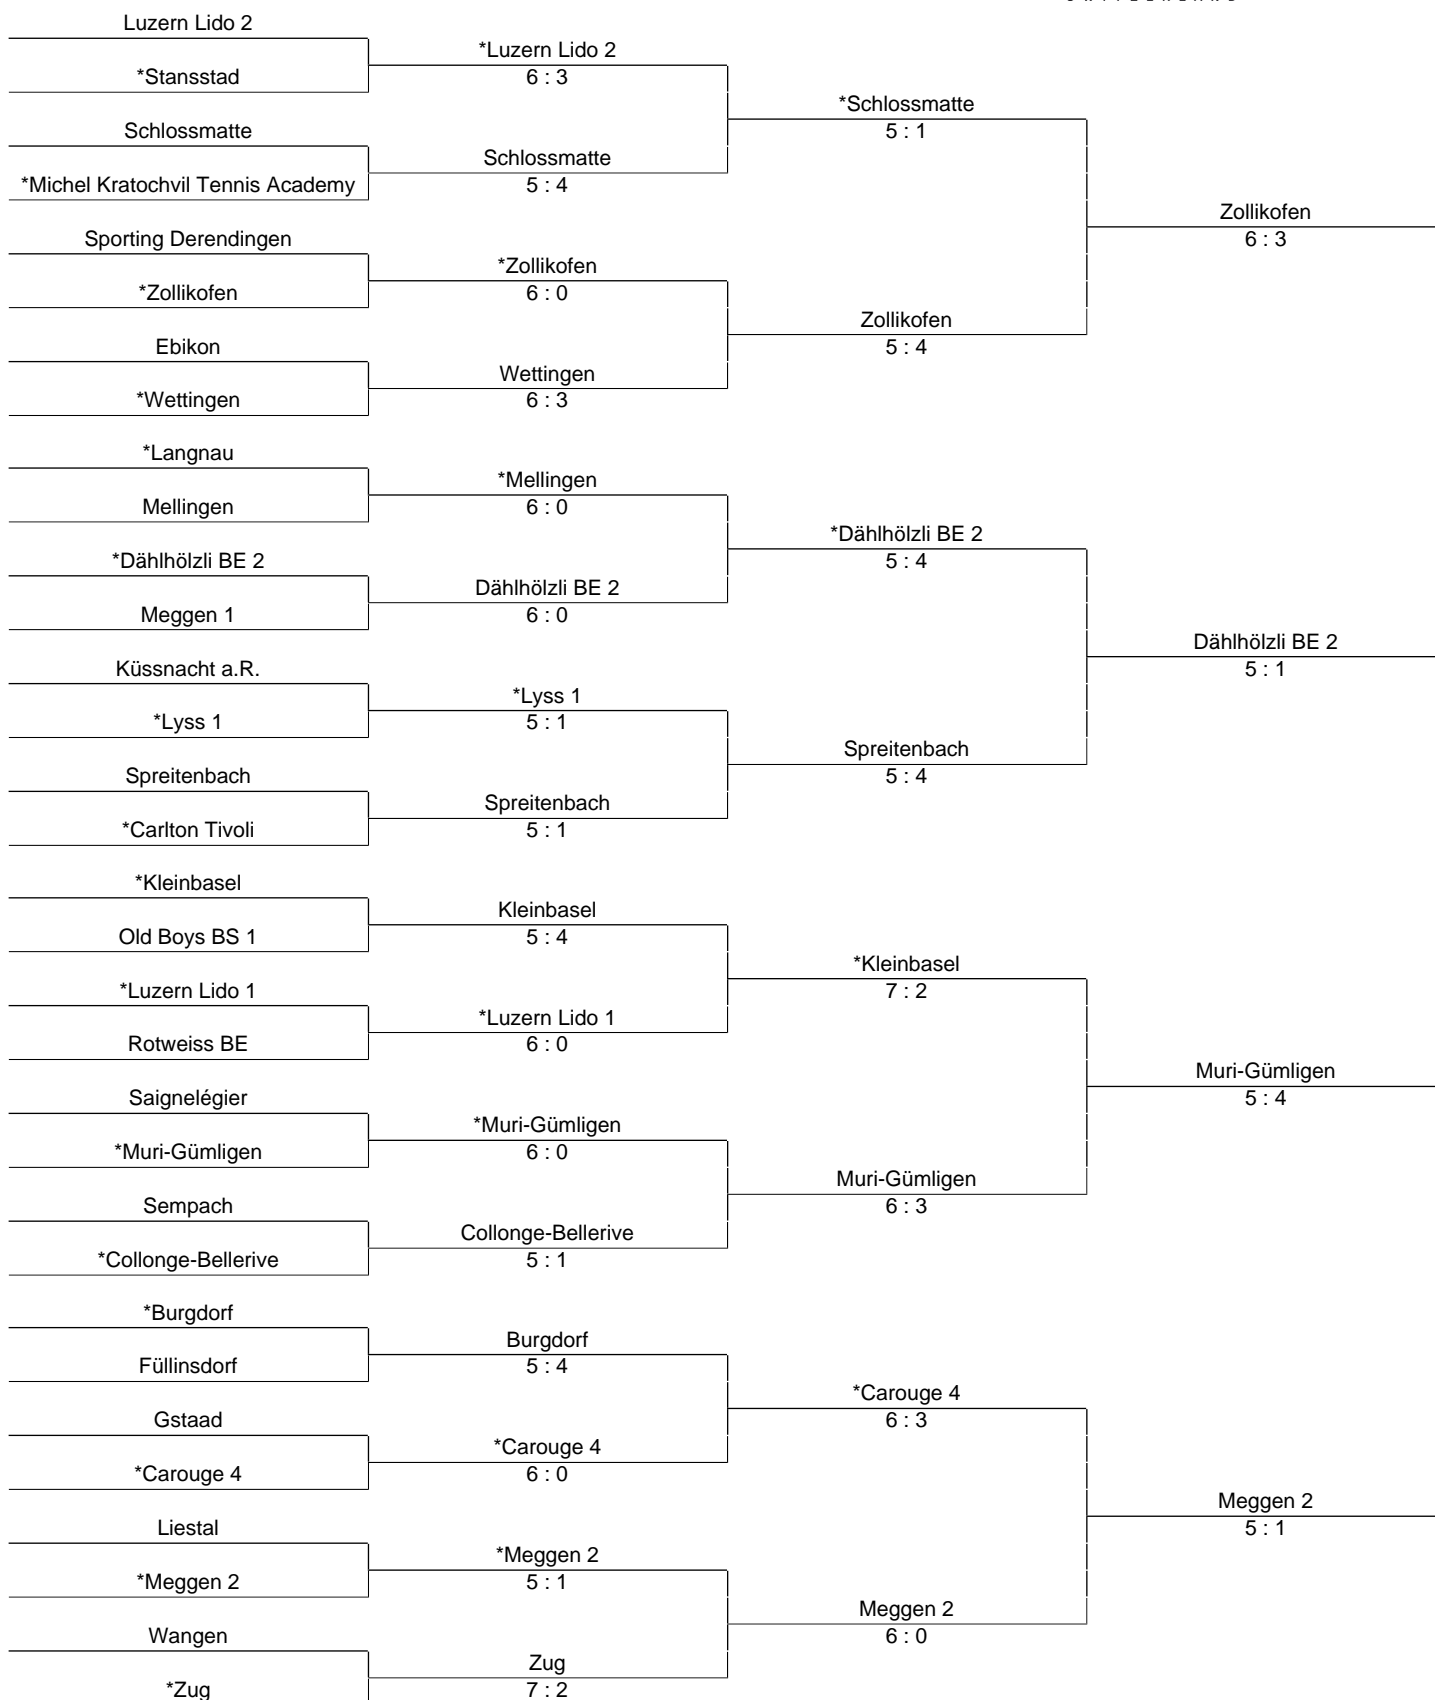 Luzern Lido 2
*Stansstad
Schlossmatte
*Michel Kratochvil Tennis Academy
Sporting Derendingen
*Zollikofen
Ebikon
*Wettingen
*Langnau
Mellingen
*Dählhölzli BE 2
Meggen 1
Küssnacht a.R.
*Lyss 1
Spreitenbach
*Carlton Tivoli
*Kleinbasel
Old Boys BS 1
*Luzern Lido 1
Rotweiss BE
Saignelégier
*Muri-Gümligen
Sempach
*Collonge-Bellerive
*Burgdorf
Füllinsdorf
Gstaad
*Carouge 4
Liestal
*Meggen 2
Wangen
*Zug
*Luzern Lido 2
6 : 3
Schlossmatte
5 : 4
*Zollikofen
6 : 0
Wettingen
6 : 3
*Mellingen
6 : 0
Dählhölzli BE 2
6 : 0
*Lyss 1
5 : 1
Spreitenbach
5 : 1
Kleinbasel
5 : 4
*Luzern Lido 1
6 : 0
*Muri-Gümligen
6 : 0
Collonge-Bellerive
5 : 1
Burgdorf
5 : 4
*Carouge 4
6 : 0
*Meggen 2
5 : 1
Zug
7 : 2
*Schlossmatte
5 : 1
Zollikofen
5 : 4
*Dählhölzli BE 2
5 : 4
Spreitenbach
5 : 4
*Kleinbasel
7 : 2
Muri-Gümligen
6 : 3
*Carouge 4
6 : 3
Meggen 2
6 : 0
Zollikofen
6 : 3
Dählhölzli BE 2
5 : 1
Muri-Gümligen
5 : 4
Meggen 2
5 : 1